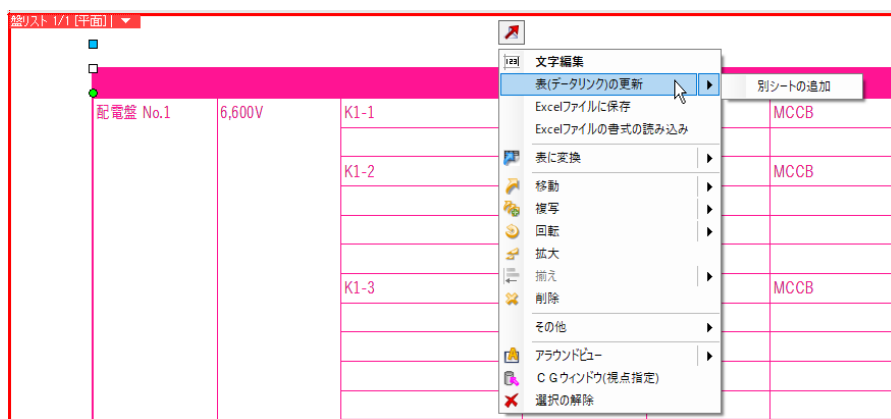 盤リスト 1/1 [平面]
文字編集
表(データリンク)の更新
別シートの追加
Excelファイルに保存
Excelファイルの書式の読み込み
表に変換
移動
複写
回転
拡大
揃え
削除
その他
アラウンドビュー
CGウィンドウ(視点指定)
選択の解除
配電盤 No.1 6,600V K1-1 MCCB
K1-2 MCCB
K1-3 MCCB